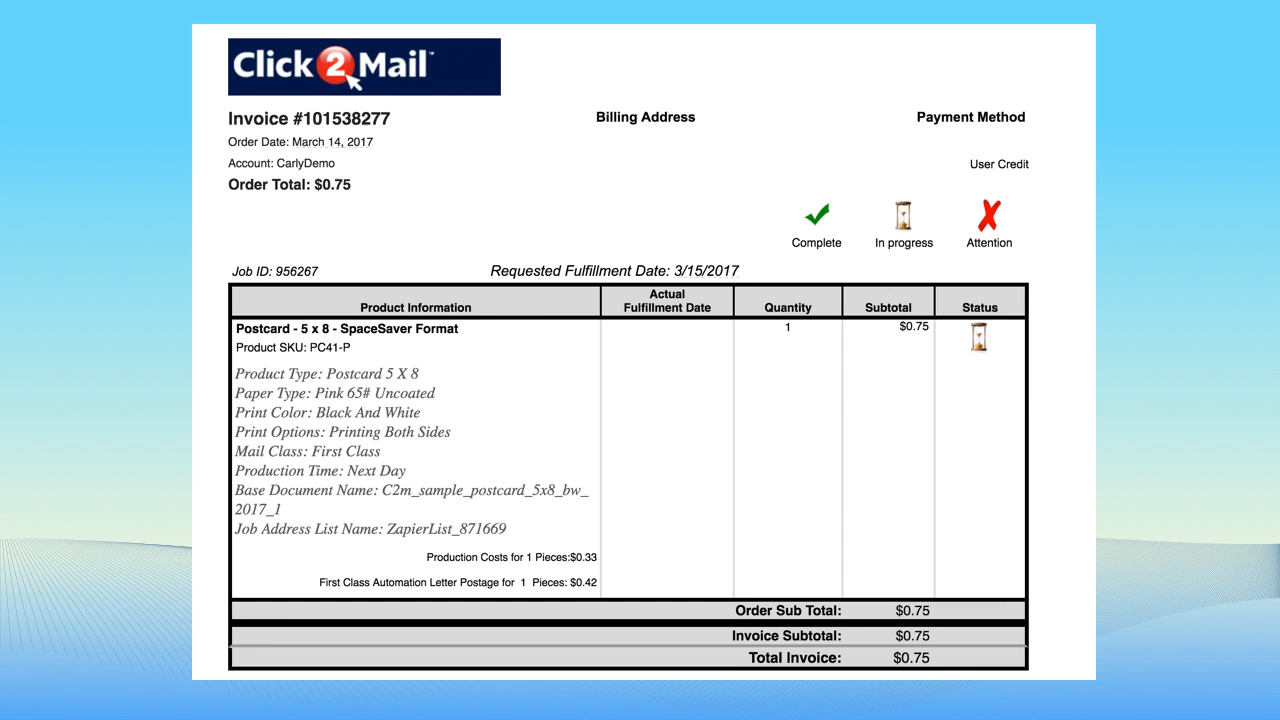 Click2Mail™
Invoice #101538277
Billing Address
Payment Method
Order Date: March 14, 2017
Account: CarlyDemo
User Credit
Order Total: $0.75
Complete
In progress
Attention
Job ID: 956267
Requested Fulfillment Date: 3/15/2017
Product Information
Actual
Fulfillment Date
Quantity
Subtotal
Status
Postcard - 5 x 8 - SpaceSaver Format
1
$0.75
Product SKU: PC41-P
Product Type: Postcard 5 X 8
Paper Type: Pink 65# Uncoated
Print Color: Black And White
Print Options: Printing Both Sides
Mail Class: First Class
Production Time: Next Day
Base Document Name: C2m_sample_postcard_5x8_bw_
2017_1
Job Address List Name: ZapierList_871669
Production Costs for 1 Pieces:$0.33
First Class Automation Letter Postage for 1 Pieces: $0.42
Order Sub Total: $0.75
Invoice Subtotal: $0.75
Total Invoice: $0.75